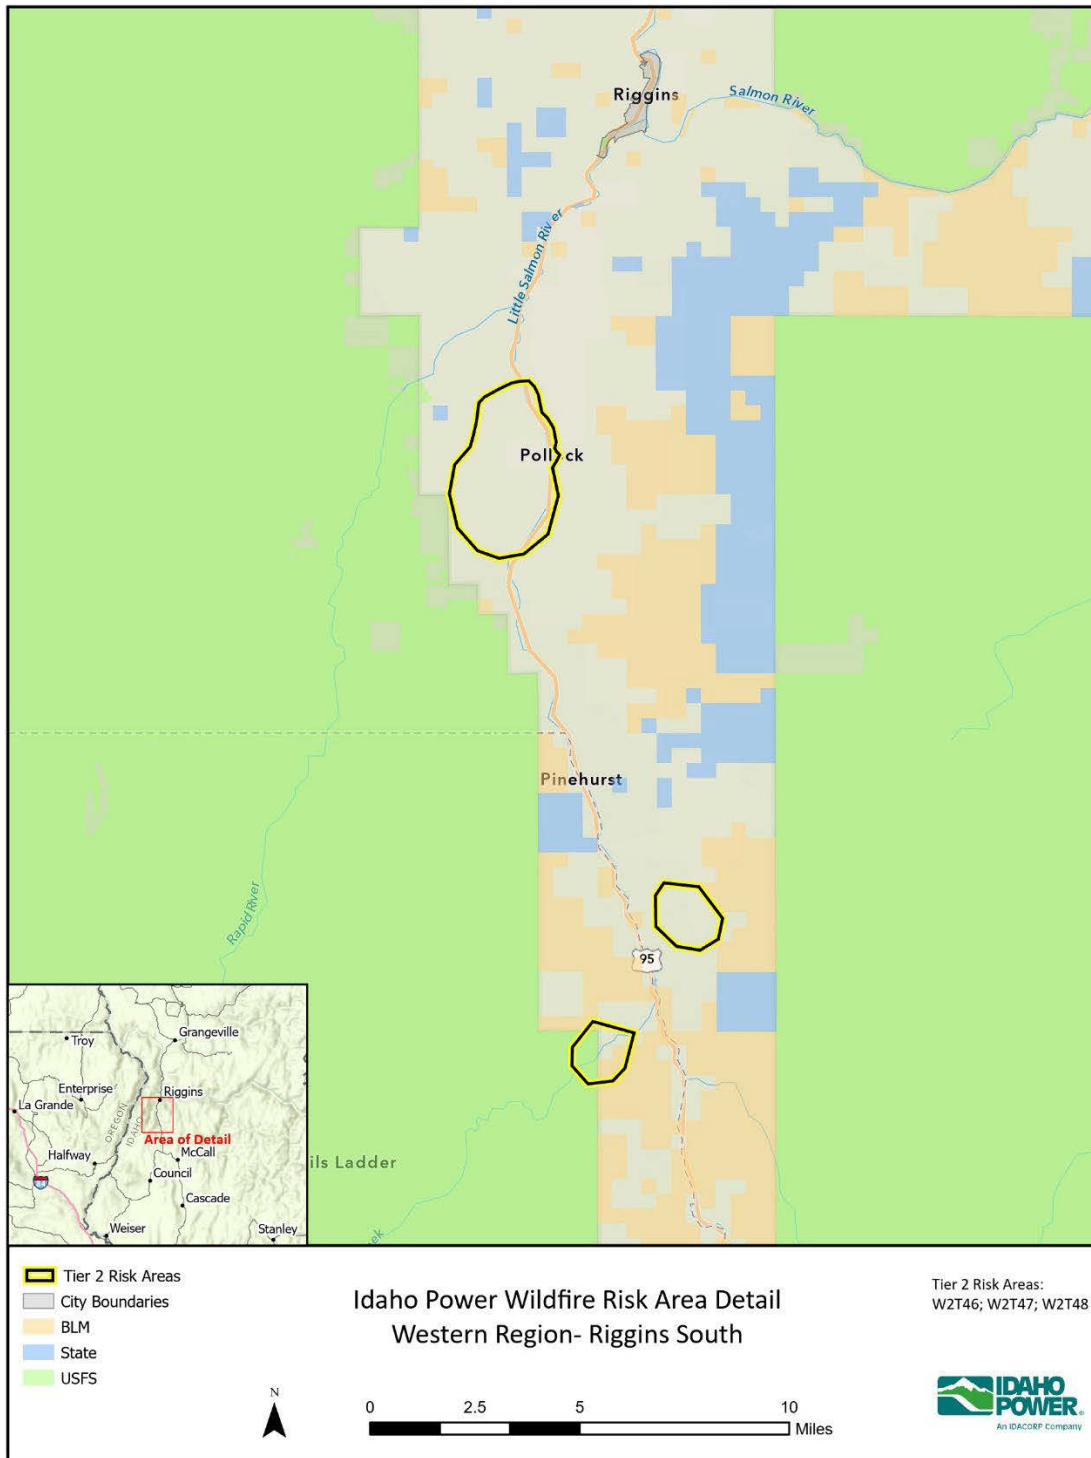 Riggins
Salmon River
Little Salmon River
Pollock
Pinehurst
Rapid River
95
ils Ladder
ek
Grangeville
Troy
Enterprise
Riggins
La Grande
OREGON
IDAHO
Area of Detail
Halfway
McCall
Council
Cascade
Weiser
Stanley
Tier 2 Risk Areas
City Boundaries
BLM
State
USFS
Idaho Power Wildfire Risk Area Detail
Western Region- Riggins South
N
0 2.5 5 10
Miles
Tier 2 Risk Areas:
W2T46; W2T47; W2T48
IDAHO
POWER®
An IDACORP Company